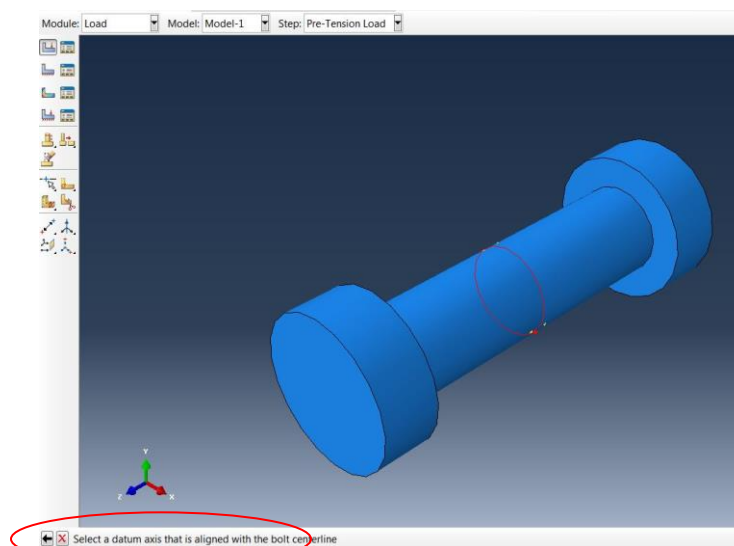 Module: Load Model: Model-1 Step: Pre-Tension Load
Y
Z X
Select a datum axis that is aligned with the bolt centerline